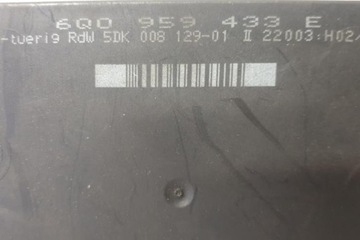 6Q0 959 433 E
-tuerig RdW 5DK 008 129-01 II 22003:H02/